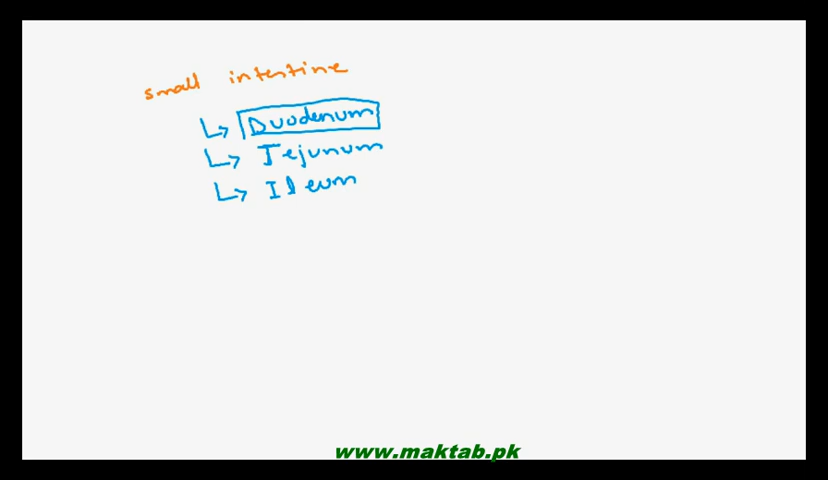 small intestine
Duodenum
Jejunum
Ileum
www.maktab.pk